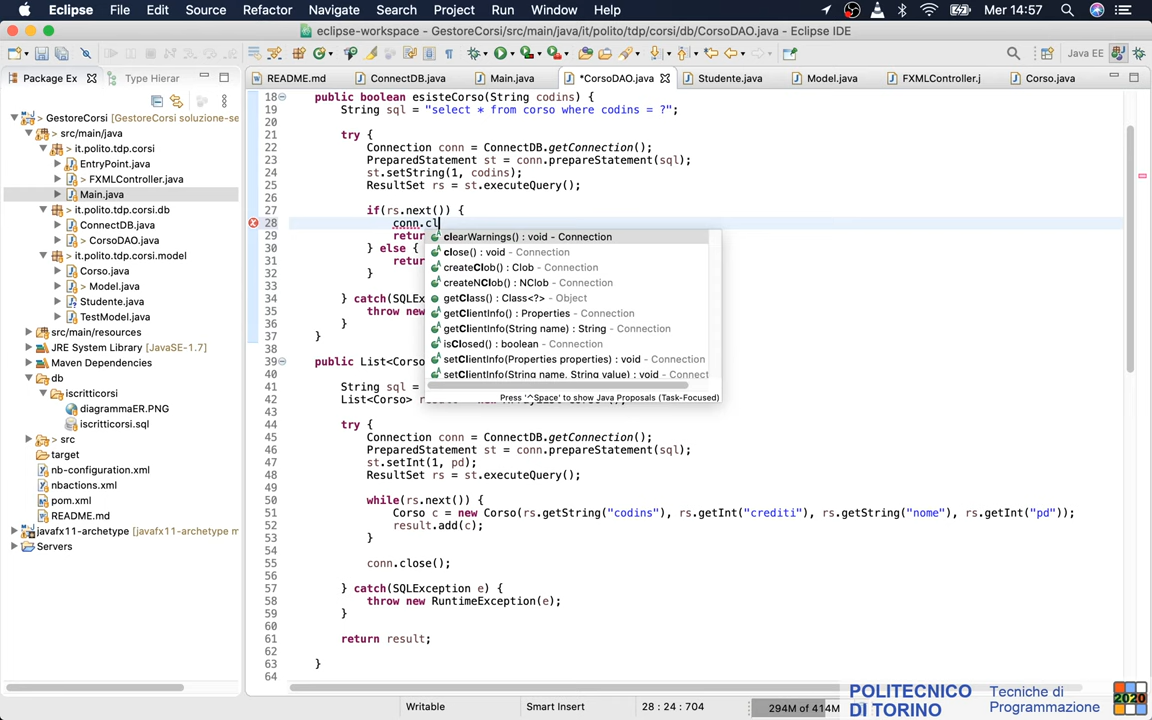 Eclipse File Edit Source Refactor Navigate Search Project Run Window Help Mer 14:57
eclipse-workspace - GestoreCorsi/src/main/java/it/polito/tdp/corsi/db/CorsoDAO.java - Eclipse IDE
Java EE
Package Ex Type Hierar README.md ConnectDB.java Main.java *CorsoDAO.java Studente.java Model.java FXMLController.j Corso.java
GestoreCorsi [GestoreCorsi soluzione-se
> src/main/java
> it.polito.tdp.corsi
EntryPoint.java
> FXMLController.java
Main.java
> it.polito.tdp.corsi.db
ConnectDB.java
> CorsoDAO.java
> it.polito.tdp.corsi.model
Corso.java
> Model.java
Studente.java
TestModel.java
src/main/resources
JRE System Library [JavaSE-1.7]
Maven Dependencies
db
iscritticorsi
diagrammaER.PNG
iscritticorsi.sql
> src
target
nb-configuration.xml
nbactions.xml
pom.xml
README.md
javafx11-archetype [javafx11-archetype m
Servers
18 public boolean esisteCorso(String codins) {
19 String sql = "select * from corso where codins = ?";
20
21 try {
22 Connection conn = ConnectDB.getConnection();
23 PreparedStatement st = conn.prepareStatement(sql);
24 st.setString(1, codins);
25 ResultSet rs = st.executeQuery();
26
27 if(rs.next()) {
28 conn.cl
29 retur
30 } else {
31 retur
32 }
33
34 } catch(SQLExc
35 throw new
36 }
37 }
38
39 public List<Corso
40
41 String sql =
42 List<Corso>
43
44 try {
45 Connection conn = ConnectDB.getConnection();
46 PreparedStatement st = conn.prepareStatement(sql);
47 st.setInt(1, pd);
48 ResultSet rs = st.executeQuery();
49
50 while(rs.next()) {
51 Corso c = new Corso(rs.getString("codins"), rs.getInt("crediti"), rs.getString("nome"), rs.getInt("pd"));
52 result.add(c);
53 }
54
55 conn.close();
56
57 } catch(SQLException e) {
58 throw new RuntimeException(e);
59 }
60
61 return result;
62
63 }
64
clearWarnings() : void - Connection
close() : void - Connection
createClob() : Clob - Connection
createNClob() : NClob - Connection
getClass() : Class<?> - Object
getClientInfo() : Properties - Connection
getClientInfo(String name) : String - Connection
isClosed() : boolean - Connection
setClientInfo(Properties properties) : void - Connection
setClientInfo(String name, String value) : void - Connect
Press '^Space' to show Java Proposals (Task-Focused)
Writable Smart Insert 28 : 24 : 704 294M of 414M
POLITECNICO
DI TORINO
Tecniche di
Programmazione
2020